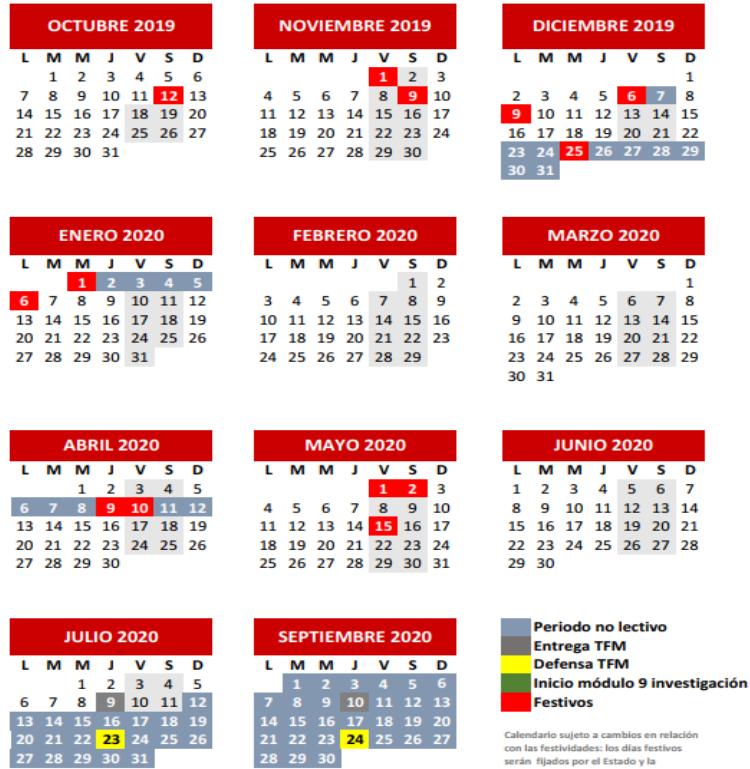 OCTUBRE 2019
L M M J V S D
1 2 3 4 5 6
7 8 9 10 11 12 13
14 15 16 17 18 19 20
21 22 23 24 25 26 27
28 29 30 31
NOVIEMBRE 2019
L M M J V S D
1 2 3
4 5 6 7 8 9 10
11 12 13 14 15 16 17
18 19 20 21 22 23 24
25 26 27 28 29 30
DICIEMBRE 2019
L M M J V S D
1
2 3 4 5 6 7 8
9 10 11 12 13 14 15
16 17 18 19 20 21 22
23 24 25 26 27 28 29
30 31
ENERO 2020
L M M J V S D
1 2 3 4 5
6 7 8 9 10 11 12
13 14 15 16 17 18 19
20 21 22 23 24 25 26
27 28 29 30 31
FEBRERO 2020
L M M J V S D
1 2
3 4 5 6 7 8 9
10 11 12 13 14 15 16
17 18 19 20 21 22 23
24 25 26 27 28 29
MARZO 2020
L M M J V S D
1
2 3 4 5 6 7 8
9 10 11 12 13 14 15
16 17 18 19 20 21 22
23 24 25 26 27 28 29
30 31
ABRIL 2020
L M M J V S D
1 2 3 4 5
6 7 8 9 10 11 12
13 14 15 16 17 18 19
20 21 22 23 24 25 26
27 28 29 30
MAYO 2020
L M M J V S D
1 2 3
4 5 6 7 8 9 10
11 12 13 14 15 16 17
18 19 20 21 22 23 24
25 26 27 28 29 30 31
JUNIO 2020
L M M J V S D
1 2 3 4 5 6 7
8 9 10 11 12 13 14
15 16 17 18 19 20 21
22 23 24 25 26 27 28
29 30
JULIO 2020
L M M J V S D
1 2 3 4 5
6 7 8 9 10 11 12
13 14 15 16 17 18 19
20 21 22 23 24 25 26
27 28 29 30 31
SEPTIEMBRE 2020
L M M J V S D
1 2 3 4 5 6
7 8 9 10 11 12 13
14 15 16 17 18 19 20
21 22 23 24 25 26 27
28 29 30
Periodo no lectivo
Entrega TFM
Defensa TFM
Inicio módulo 9 investigación
Festivos
Calendario sujeto a cambios en relación
con las festividades: los días festivos
serán fijados por el Estado y la